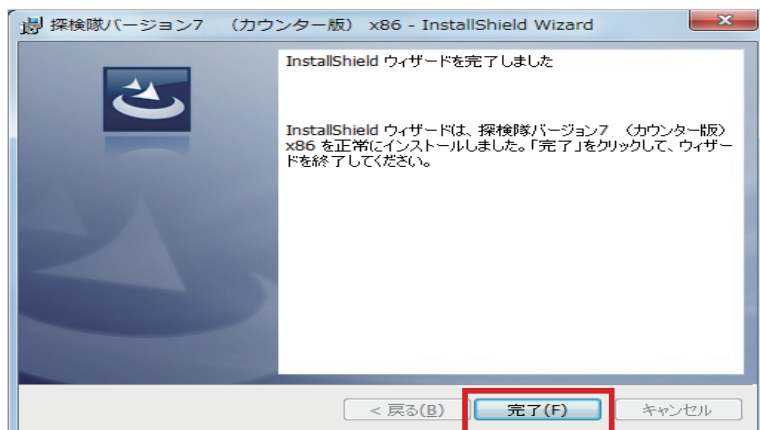 探検隊バージョン7 （カウンター版） x86 - InstallShield Wizard
InstallShield ウィザードを完了しました
InstallShield ウィザードは、探検隊バージョン7 （カウンター版）
x86 を正常にインストールしました。「完了」をクリックして、ウィザー
ドを終了してください。
< 戻る(B) 完了(F) キャンセル